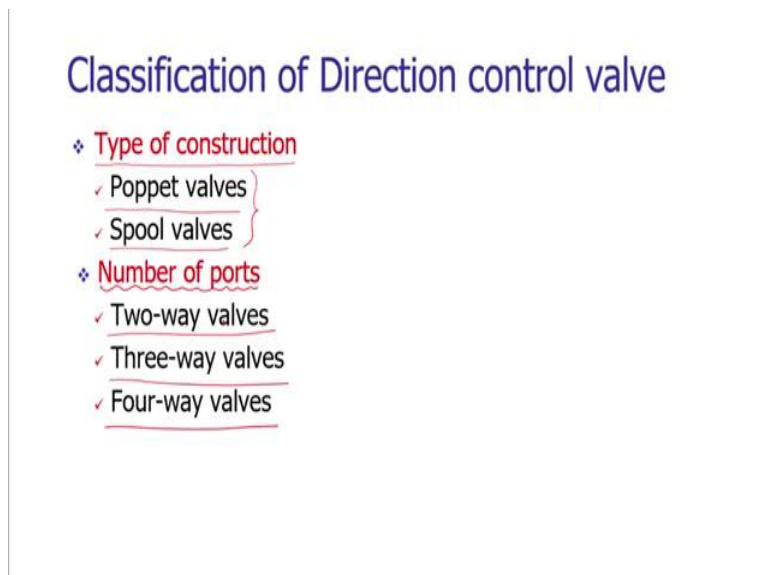 Classification of Direction control valve
Type of construction
Poppet valves
Spool valves
Number of ports
Two-way valves
Three-way valves
Four-way valves